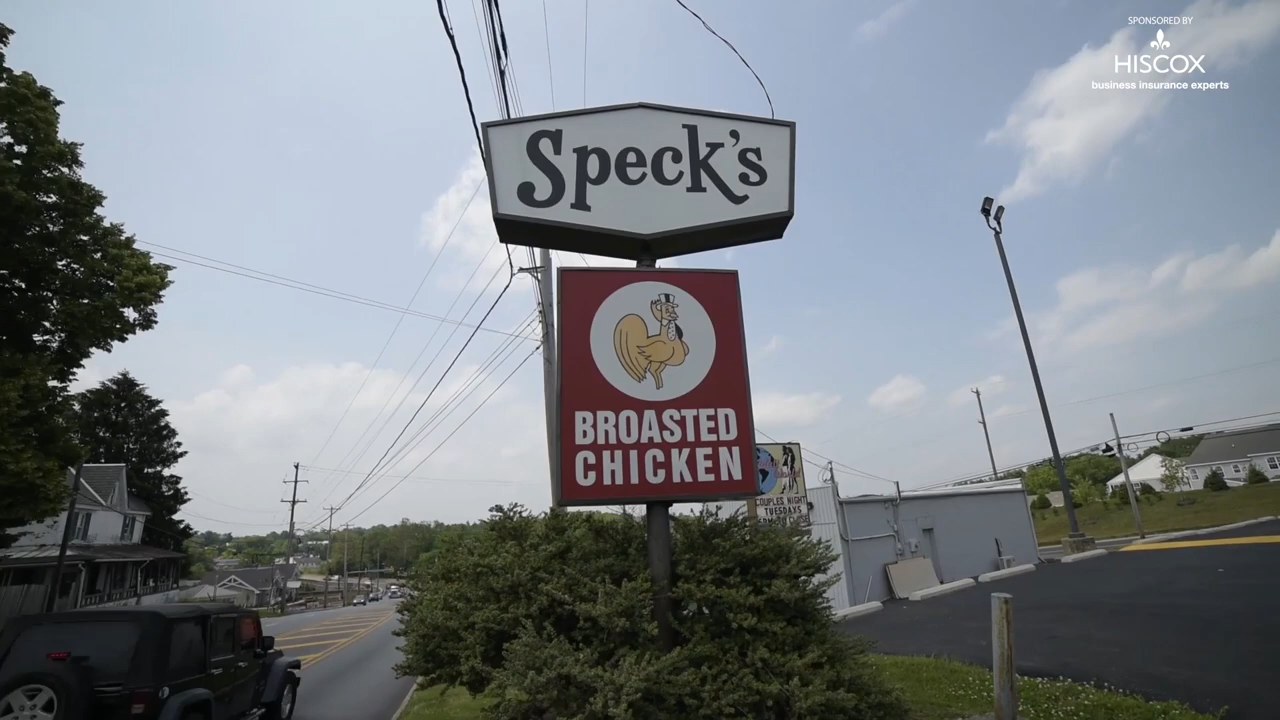 SPONSORED BY
HISCOX
business insurance experts
Speck's
BROASTED
CHICKEN
COUPLES NIGHT
TUESDAYS